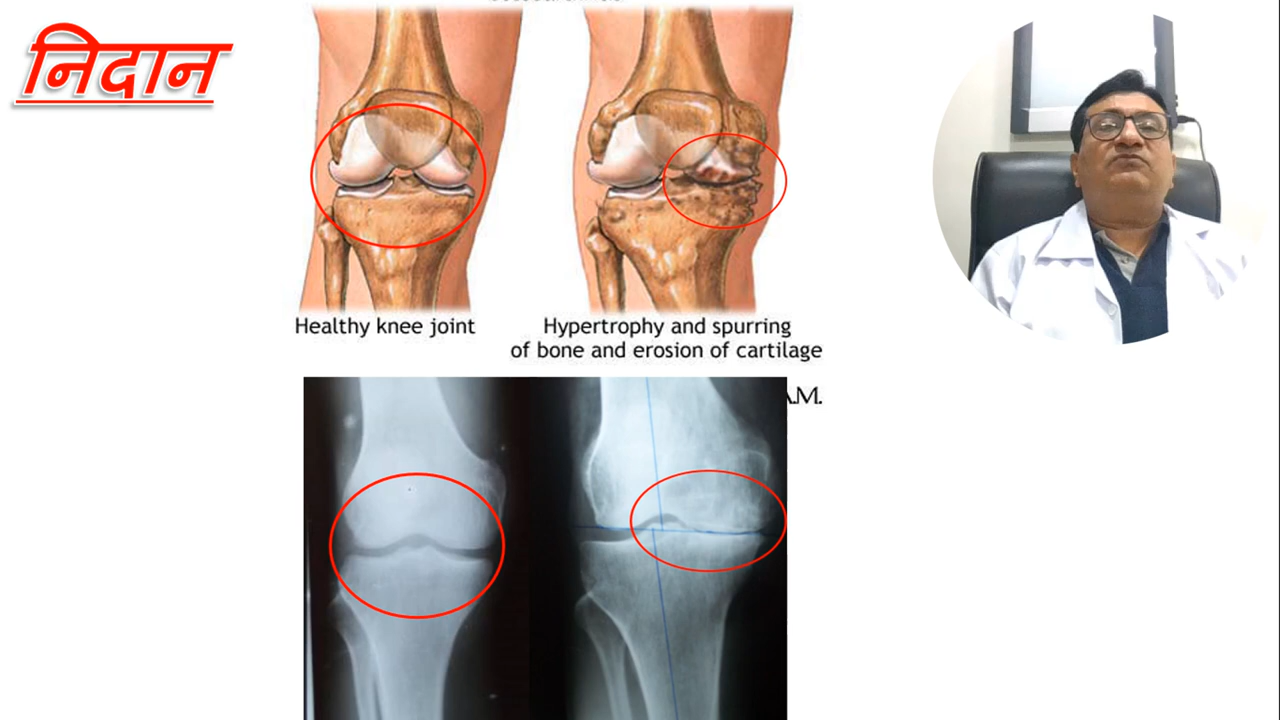 निदान
Healthy knee joint
Hypertrophy and spurring
of bone and erosion of cartilage